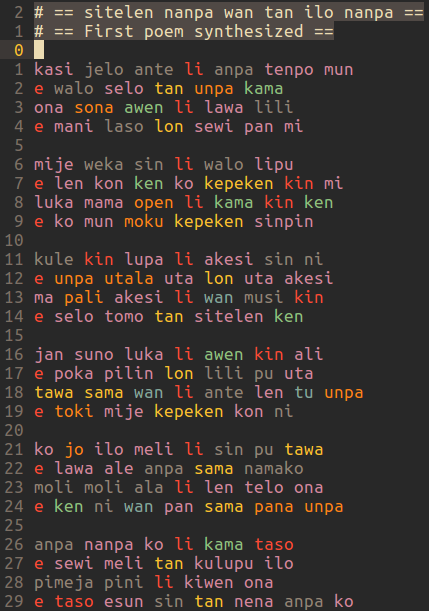 2 # == sitelen nanpa wan tan ilo nanpa ==
1 # == First poem synthesized ==
0
1 kasi jelo ante li anpa tenpo mun
2 e walo selo tan unpa kama
3 ona sona awen li lawa lili
4 e mani laso lon sewi pan mi
5
6 mije weka sin li walo lipu
7 e len kon ken ko kepeken kin mi
8 luka mama open li kama kin ken
9 e ko mun moku kepeken sinpin
10
11 kule kin lupa li akesi sin ni
12 e unpa utala uta lon uta akesi
13 ma pali akesi li wan musi kin
14 e selo tomo tan sitelen ken
15
16 jan suno luka li awen kin ali
17 e poka pilin lon lili pu uta
18 tawa sama wan li ante len tu unpa
19 e toki mije kepeken kon ni
20
21 ko jo ilo meli li sin pu tawa
22 e lawa ale anpa sama namako
23 moli moli ala li len telo ona
24 e ken ni wan pan sama pana unpa
25
26 anpa nanpa ko li kama taso
27 e sewi meli tan kulupu ilo
28 pimeja pini li kiwen ona
29 e taso esun sin tan nena anpa ko